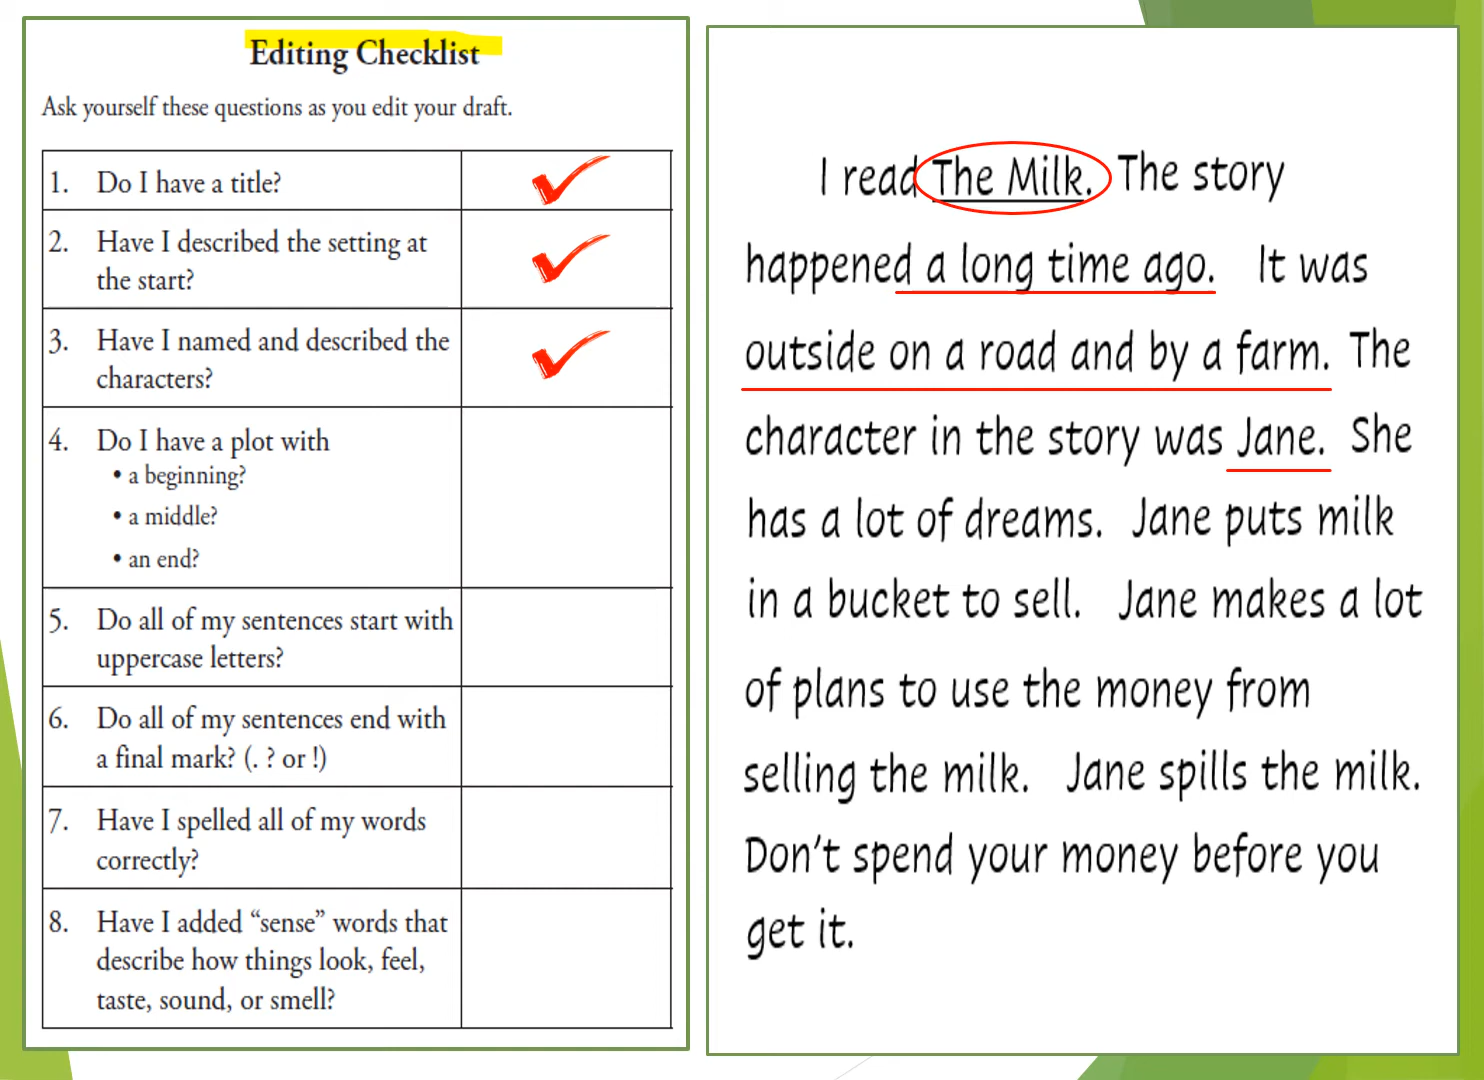 Editing Checklist
Ask yourself these questions as you edit your draft.
1. Do I have a title?
2. Have I described the setting at
the start?
3. Have I named and described the
characters?
4. Do I have a plot with
• a beginning?
• a middle?
• an end?
5. Do all of my sentences start with
uppercase letters?
6. Do all of my sentences end with
a final mark? (. ? or !)
7. Have I spelled all of my words
correctly?
8. Have I added “sense” words that
describe how things look, feel,
taste, sound, or smell?
I read The Milk. The story
happened a long time ago. It was
outside on a road and by a farm. The
character in the story was Jane. She
has a lot of dreams. Jane puts milk
in a bucket to sell. Jane makes a lot
of plans to use the money from
selling the milk. Jane spills the milk.
Don’t spend your money before you
get it.